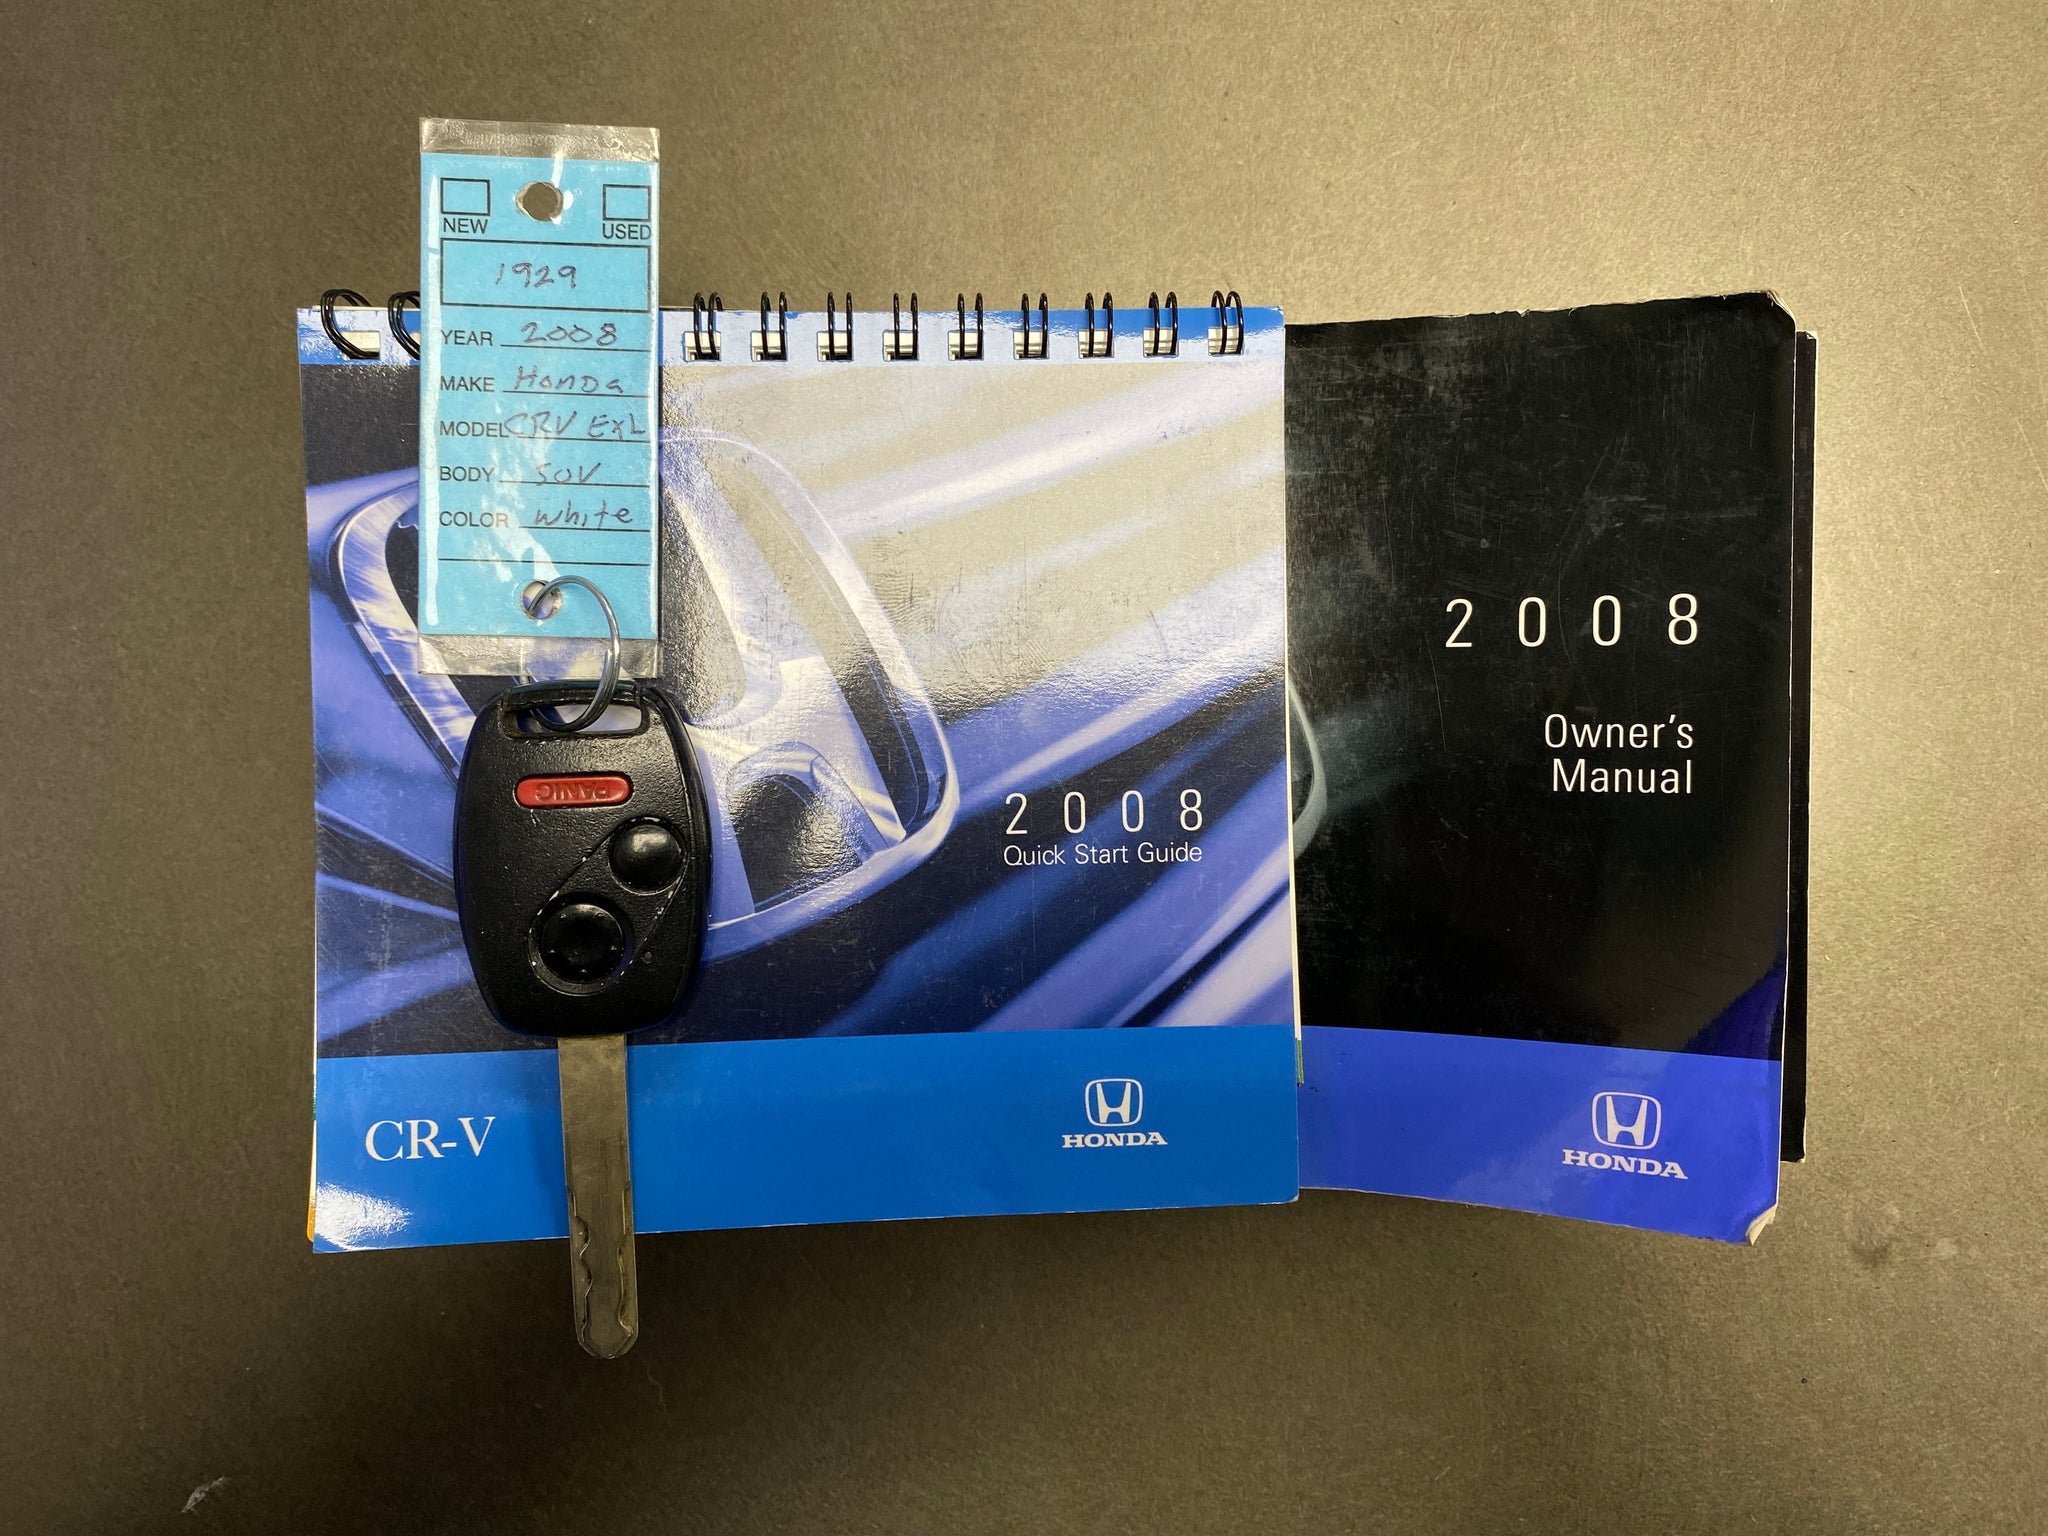 NEW USED
1929
YEAR 2008
MAKE Honda
MODEL CRV ExL
BODY SUV
COLOR white
PANIC
2008
Quick Start Guide
CR-V
HONDA
2008
Owner's
Manual
HONDA